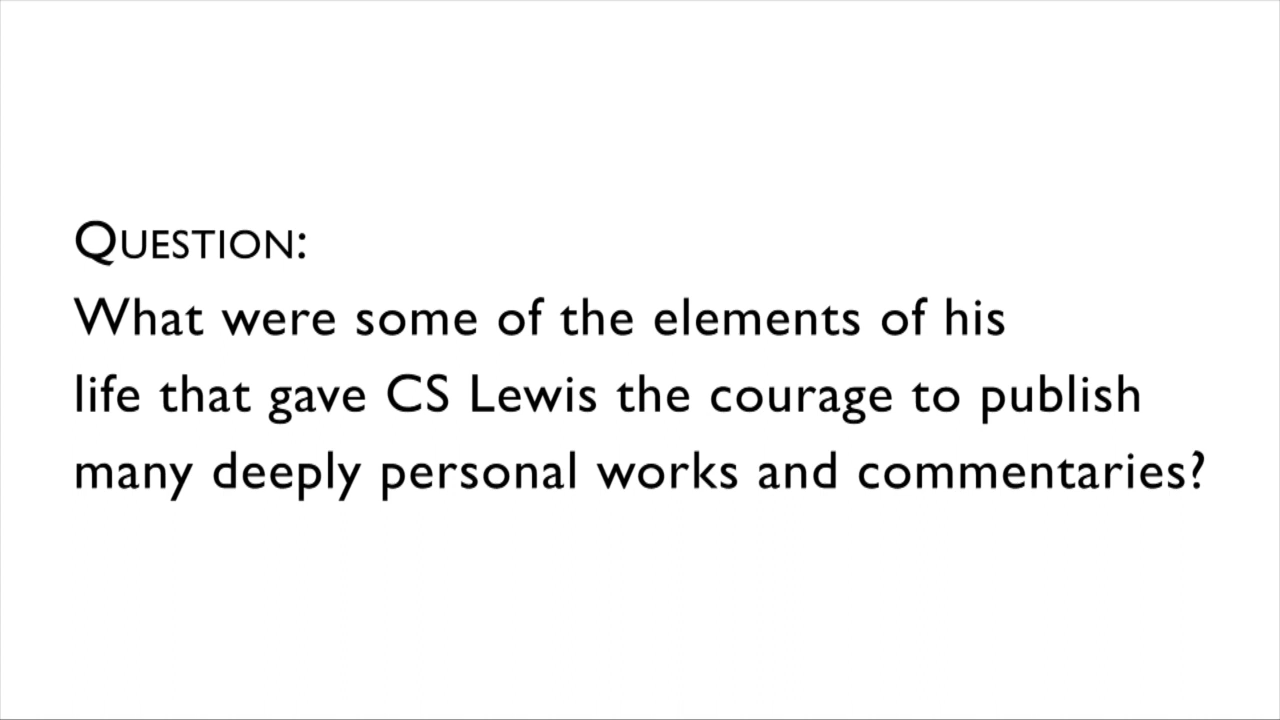 QUESTION:
What were some of the elements of his
life that gave CS Lewis the courage to publish
many deeply personal works and commentaries?